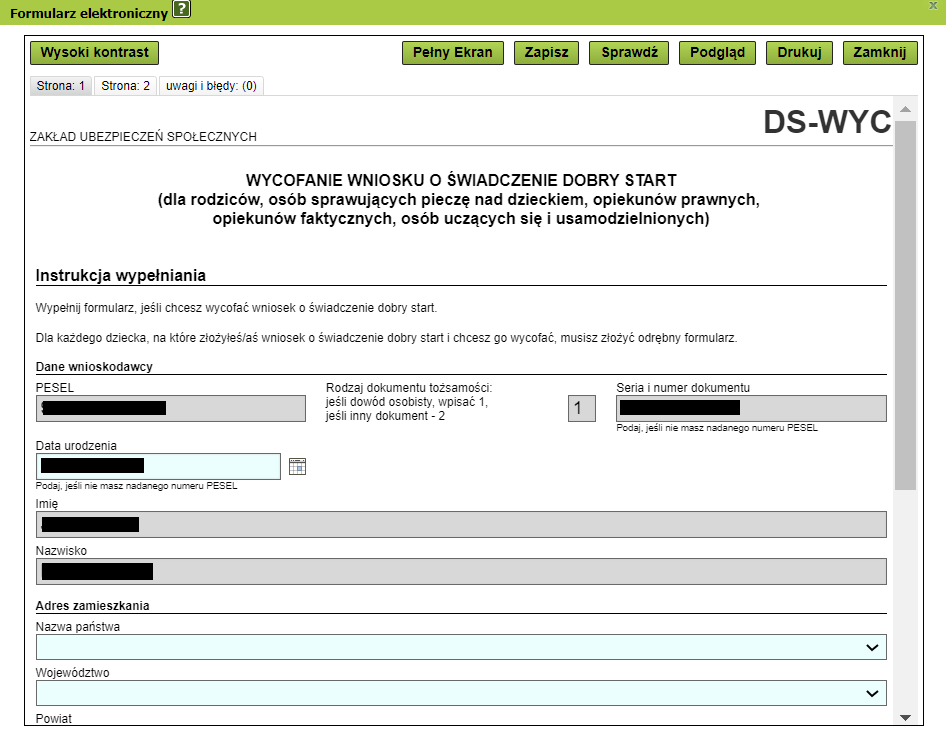 Formularz elektroniczny ?
x
Wysoki kontrast Pełny Ekran Zapisz Sprawdź Podgląd Drukuj Zamknij
Strona: 1 Strona: 2 uwagi i błędy: (0)
DS-WYC
ZAKŁAD UBEZPIECZEŃ SPOŁECZNYCH
WYCOFANIE WNIOSKU O ŚWIADCZENIE DOBRY START
(dla rodziców, osób sprawujących pieczę nad dzieckiem, opiekunów prawnych,
opiekunów faktycznych, osób uczących się i usamodzielnionych)
Instrukcja wypełniania
Wypełnij formularz, jeśli chcesz wycofać wniosek o świadczenie dobry start.
Dla każdego dziecka, na które złożyłeś/aś wniosek o świadczenie dobry start i chcesz go wycofać, musisz złożyć odrębny formularz.
Dane wnioskodawcy
PESEL
Rodzaj dokumentu tożsamości:
jeśli dowód osobisty, wpisać 1,
jeśli inny dokument - 2
1
Seria i numer dokumentu
Podaj, jeśli nie masz nadanego numeru PESEL
Data urodzenia
Podaj, jeśli nie masz nadanego numeru PESEL
Imię
Nazwisko
Adres zamieszkania
Nazwa państwa
Województwo
Powiat